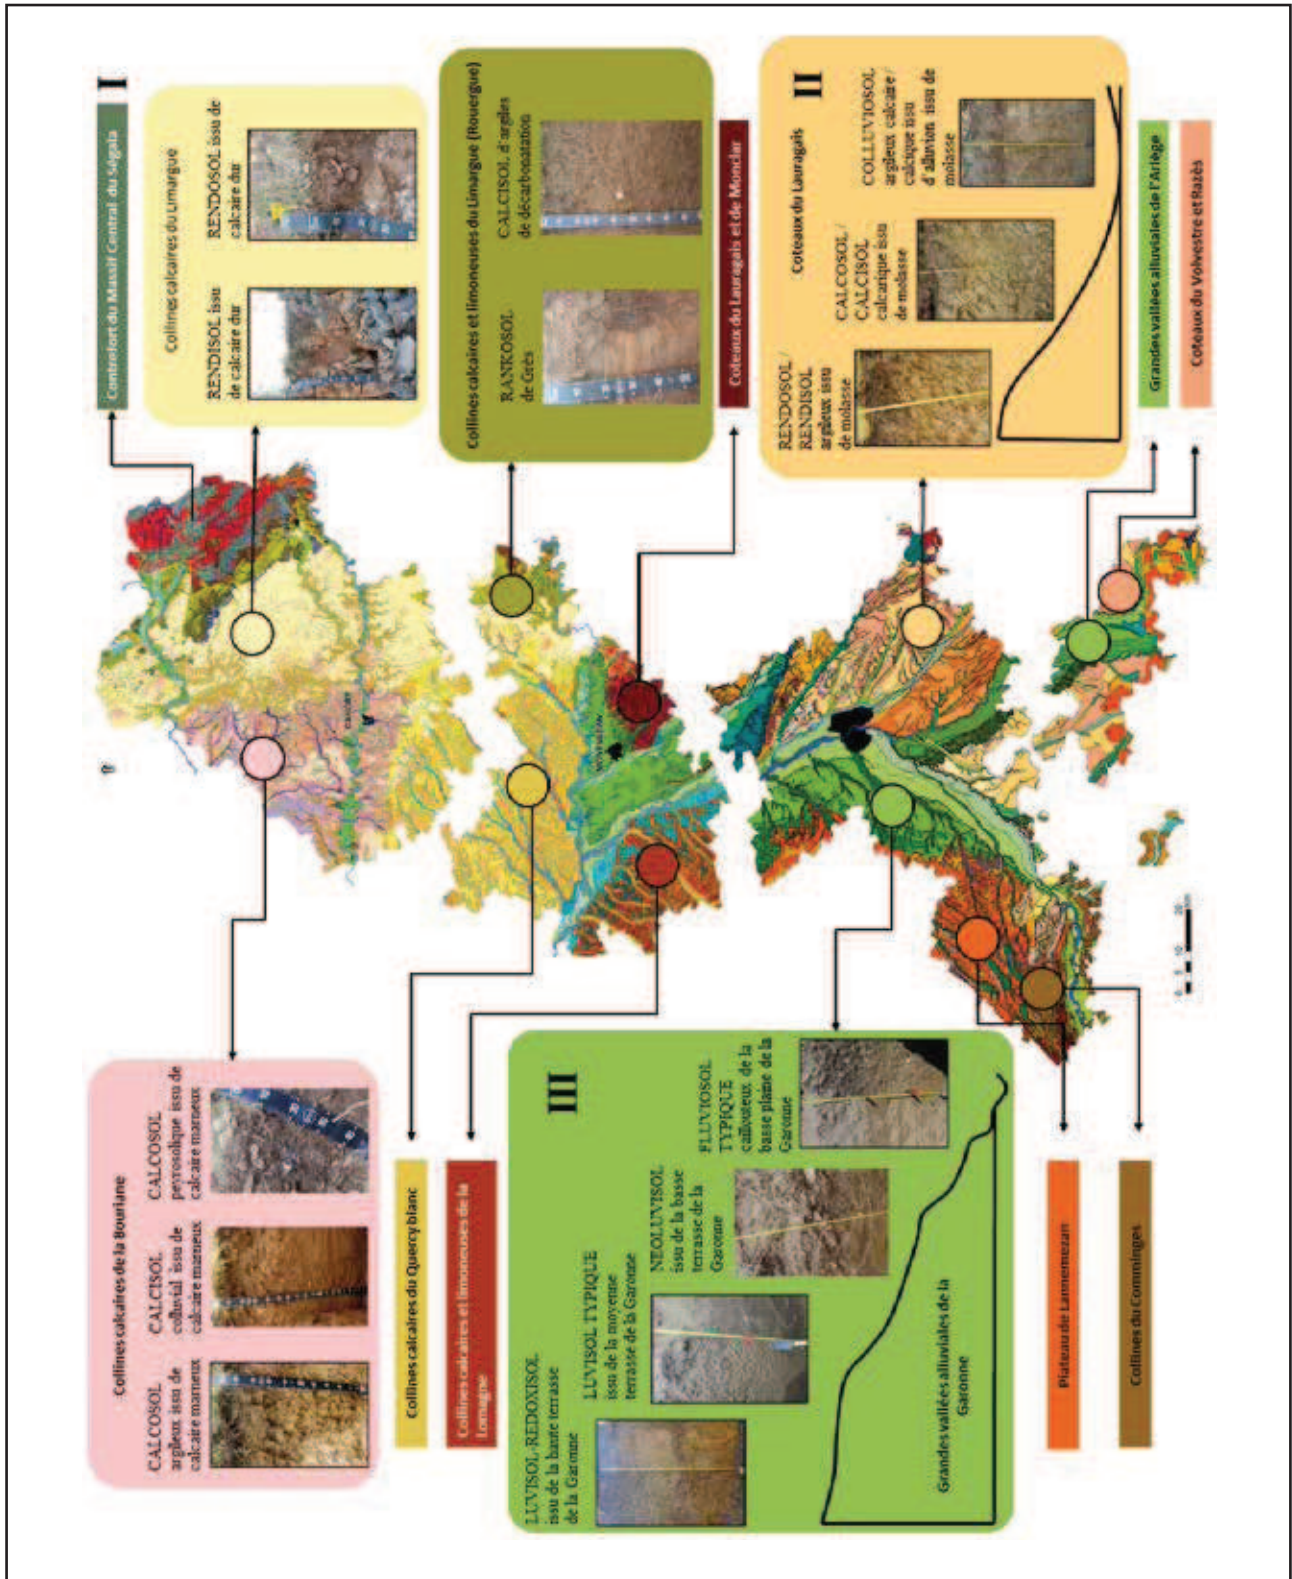 Contrefort du Massif Central du Ségala
I
Collines calcaires du Limargue
RENDISOL issu
de calcaire dur
RENDOSOL issu de
calcaire dur
Collines calcaires et limoneuses du Limargue (Rouergue)
RANKOSOL
de Grès
CALCISOL d'argiles
de décarbonatation
Coteaux du Lauragais et de Monclar
II
Coteaux du Lauragais
RENDOSOL/
RENDISOL
argileux issu
de molasse
CALCOSOL/
CALCISOL
calcarique issu
de molasse
COLLUVIOSOL
argileux calcaire/
calcique issu
d'alluvion issu de
molasse
Grandes vallées alluviales de l'Ariège
Coteaux du Volvestre et Razès
CAHORS
MONTAUBAN
0 5 10 20
Collines calcaires de la Bouriane
CALCOSOL
argileux issu de
calcaire marneux
CALCISOL
colluvial issu de
calcaire marneux
CALCOSOL
peyrosolique issu de
calcaire marneux
Collines calcaires du Quercy blanc
Collines calcaires et limoneuses de la
Lomagne
III
LUVISOL-REDOXISOL
issu de la haute terrasse
de la Garonne
LUVISOL TYPIQUE
issu de la moyenne
terrasse de la Garonne
NEOLUVISOL
issu de la basse
terrasse de la
Garonne
FLUVIOSOL
TYPIQUE
caillouteux de la
basse plaine de la
Garonne
Grandes vallées alluviales de la
Garonne
Plateau de Lannemezan
Collines du Comminges